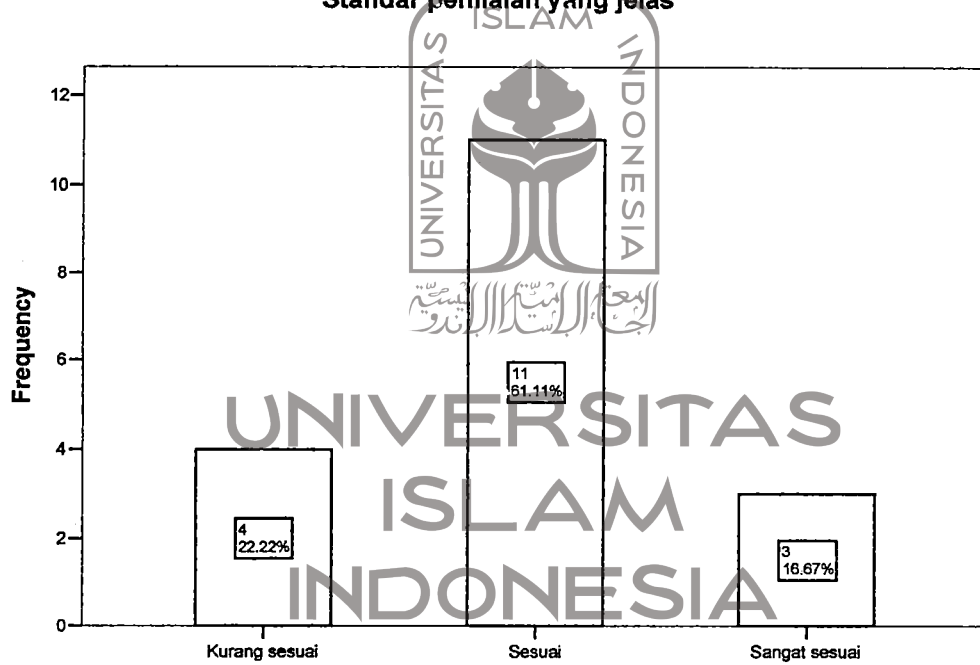 Standar penilaian yang jelas
ISLAM
UNIVERSITAS
INDONESIA
12
10
8
6
4
2
0
Frequency
11
61.11%
4
22.22%
3
16.67%
UNIVERSITAS
ISLAM
INDONESIA
Kurang sesuai
Sesuai
Sangat sesuai